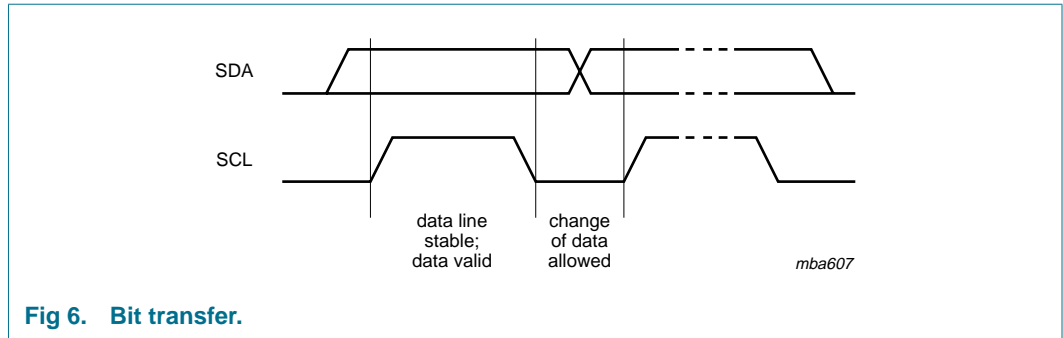 SDA
SCL
data line
stable;
data valid
change
of data
allowed
mba607
Fig 6. Bit transfer.